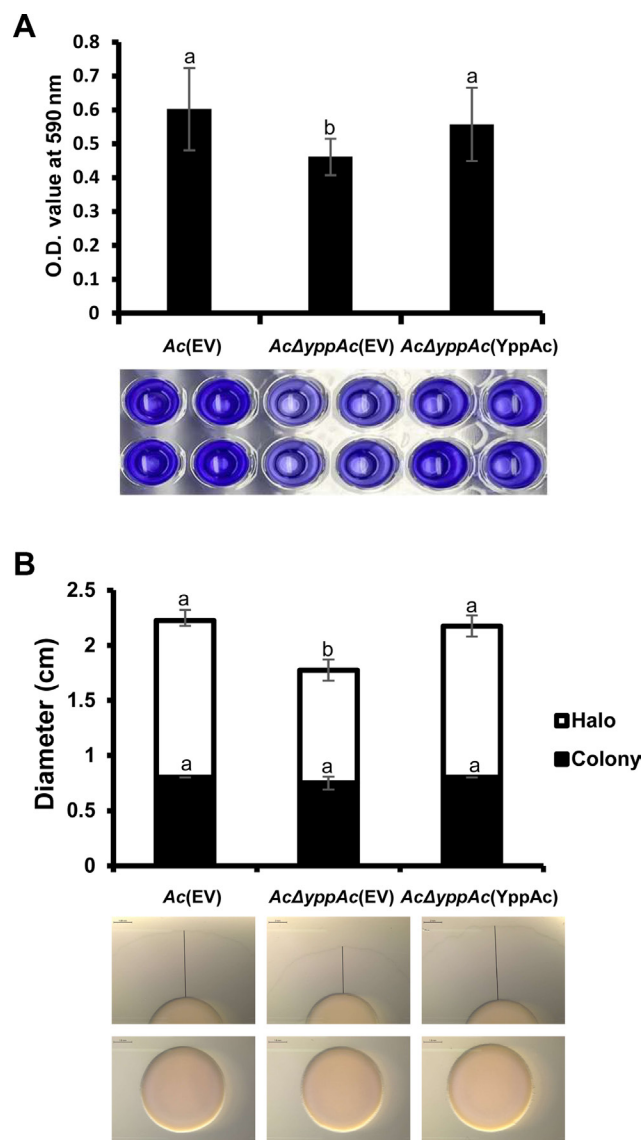 A
O.D. value at 590 nm
0.8
0.7
0.6
0.5
0.4
0.3
0.2
0.1
0
a
b
a
Ac(EV)
AcΔyppAc(EV)
AcΔyppAc(YppAc)
B
Diameter (cm)
2.5
2
1.5
1
0.5
0
a
b
a
a
a
a
Halo
Colony
Ac(EV)
AcΔyppAc(EV)
AcΔyppAc(YppAc)